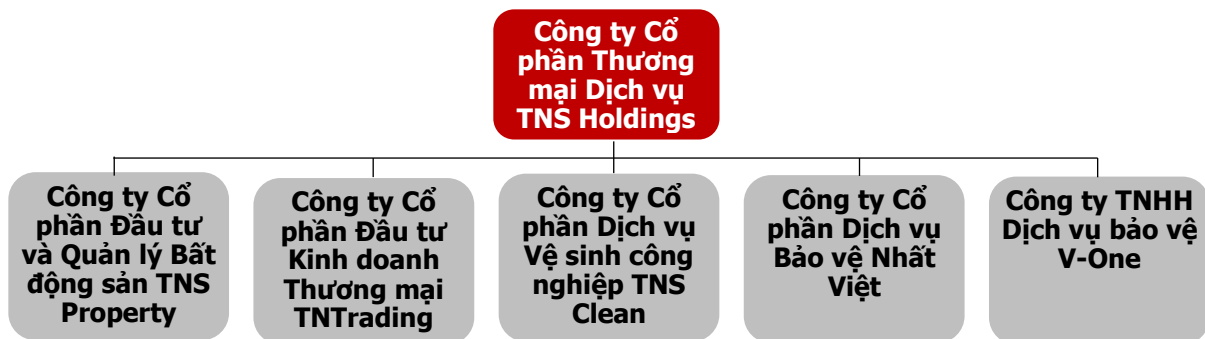 Công ty Cổ
phần Thương
mại Dịch vụ
TNS Holdings
Công ty Cổ
phần Đầu tư
và Quản lý Bất
động sản TNS
Property
Công ty Cổ
phần Đầu tư
Kinh doanh
Thương mại
TNTrading
Công ty Cổ
phần Dịch vụ
Vệ sinh công
nghiệp TNS
Clean
Công ty Cổ
phần Dịch vụ
Bảo vệ Nhất
Việt
Công ty TNHH
Dịch vụ bảo vệ
V-One